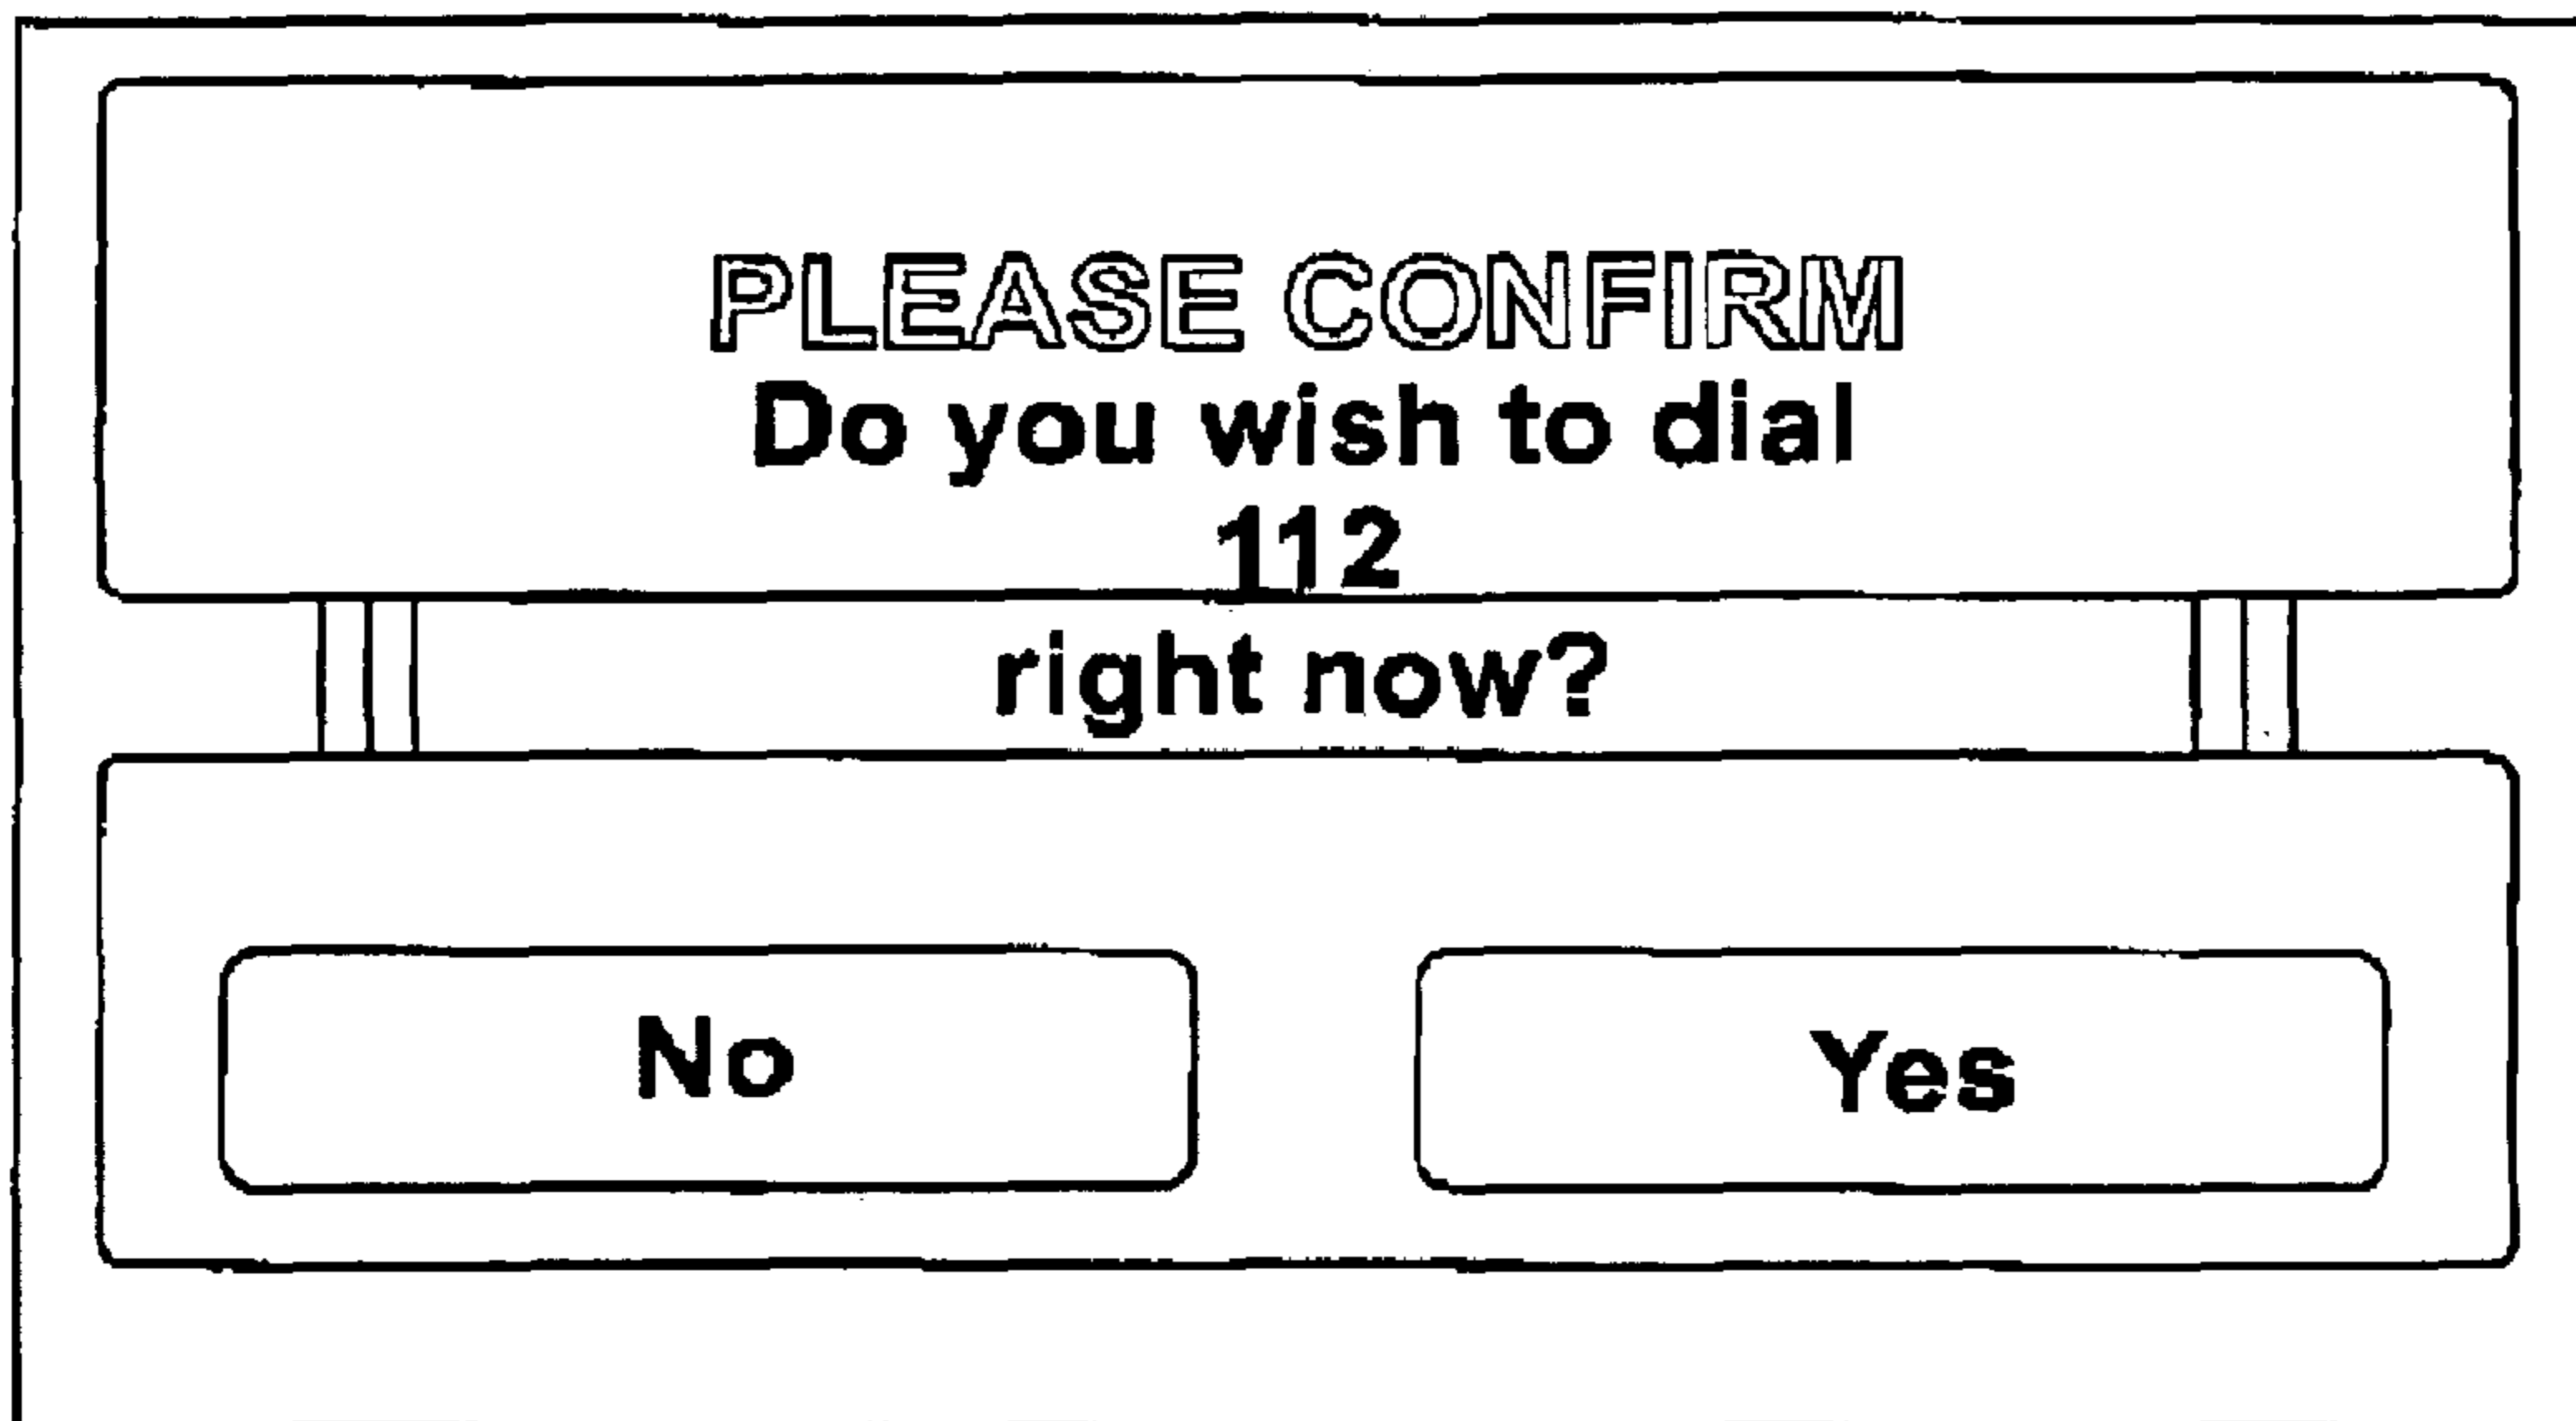 PLEASE CONFIRM
Do you wish to dial
112
right now?
No
Yes